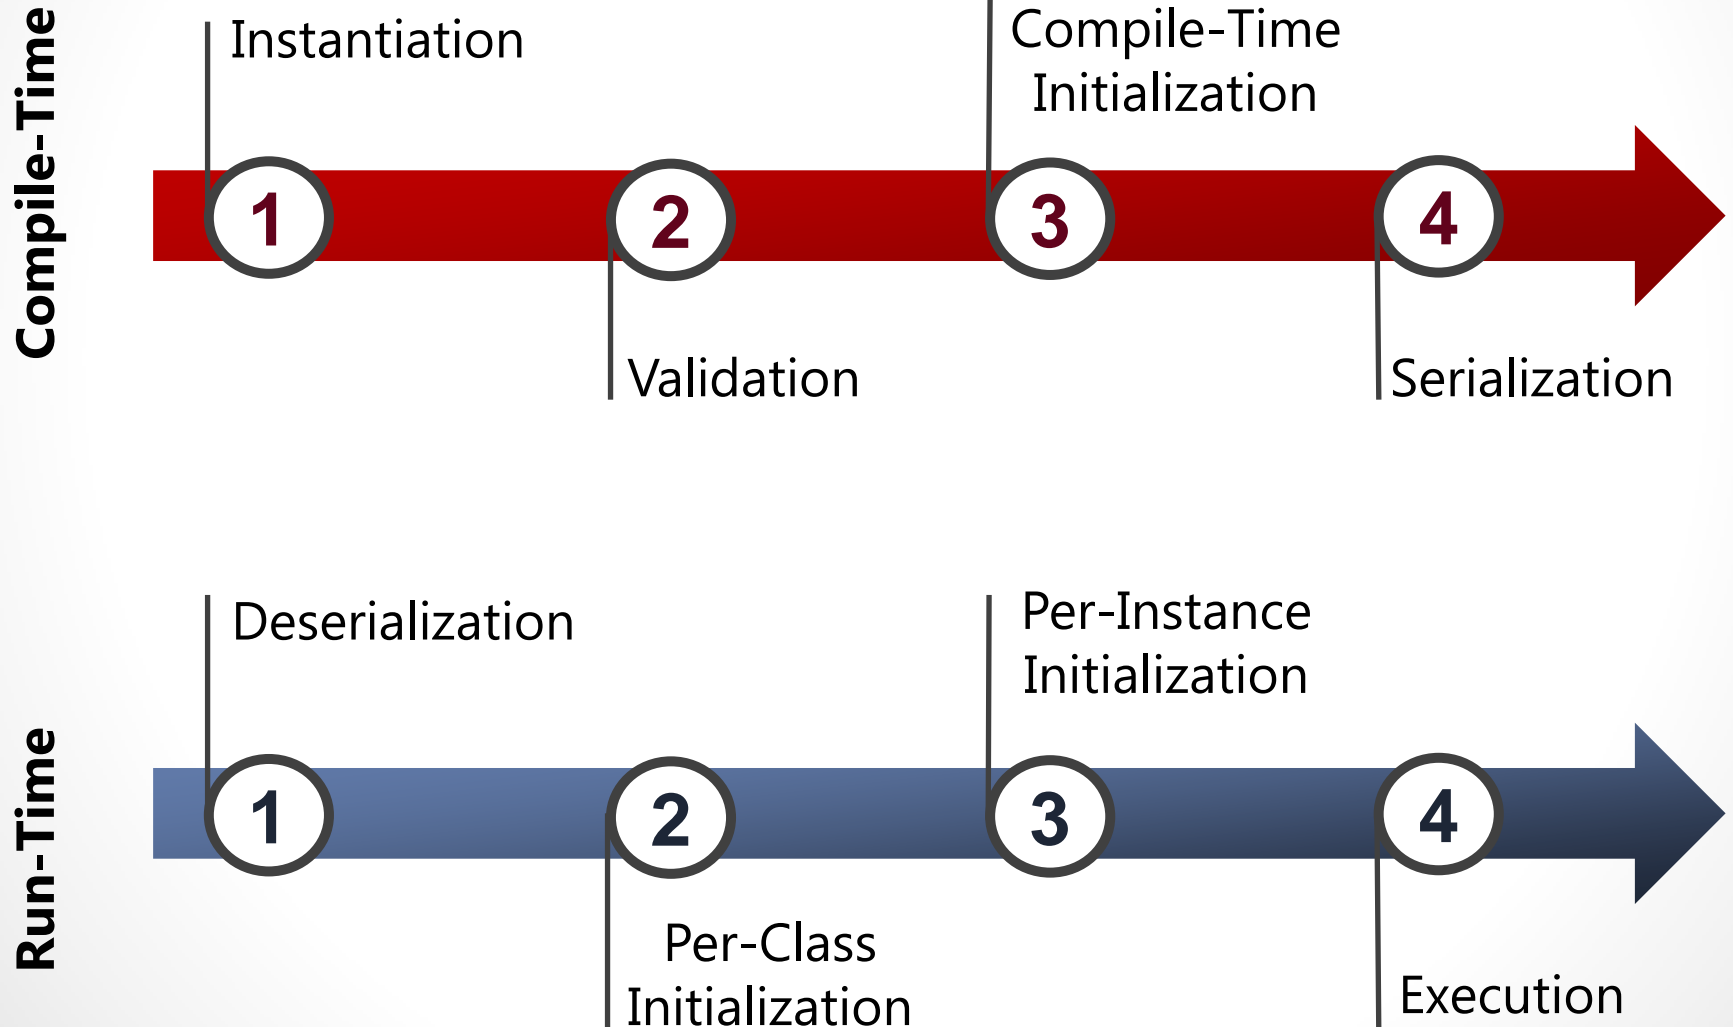 Compile-Time
Instantiation
Compile-Time
Initialization
1
2
3
4
Validation
Serialization
Run-Time
Deserialization
Per-Instance
Initialization
1
2
3
4
Per-Class
Initialization
Execution